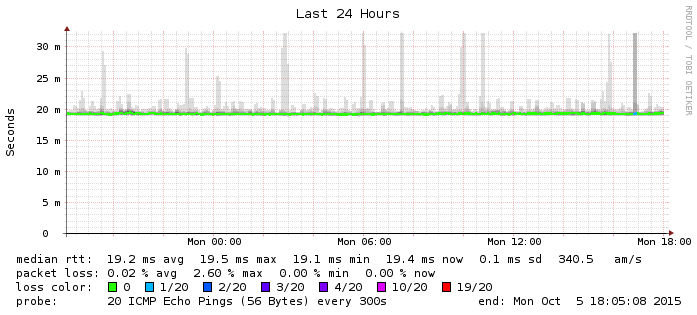 Last 24 Hours
RRDTOOL / TOBI OETIKER
Seconds
30 m
25 m
20 m
15 m
10 m
5 m
0
Mon 00:00 Mon 06:00 Mon 12:00 Mon 18:00
median rtt: 19.2 ms avg 19.5 ms max 19.1 ms min 19.4 ms now 0.1 ms sd 340.5 am/s
packet loss: 0.02 % avg 2.60 % max 0.00 % min 0.00 % now
loss color: 0 1/20 2/20 3/20 4/20 10/20 19/20
probe: 20 ICMP Echo Pings (56 Bytes) every 300s end: Mon Oct 5 18:05:08 2015